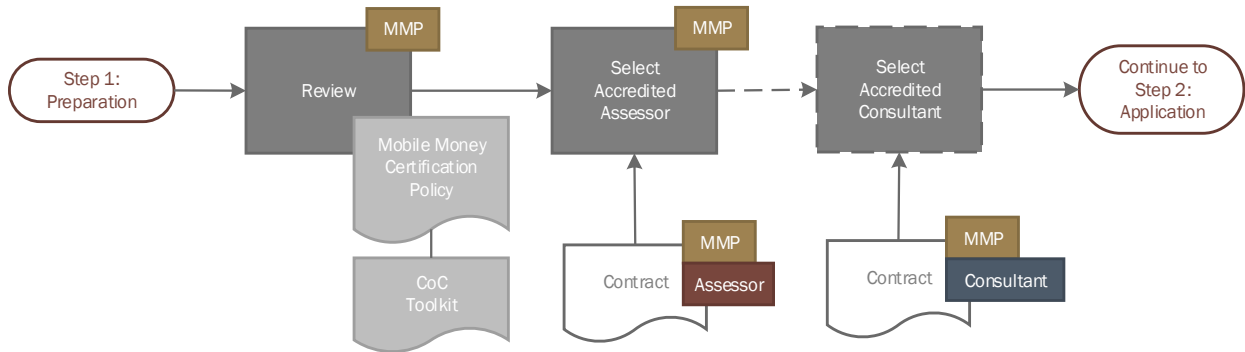 Step 1:
Preparation
MMP
Review
Mobile Money
Certification
Policy
CoC
Toolkit
MMP
Select
Accredited
Assessor
Contract
MMP
Assessor
Select
Accredited
Consultant
Contract
MMP
Consultant
Continue to
Step 2:
Application